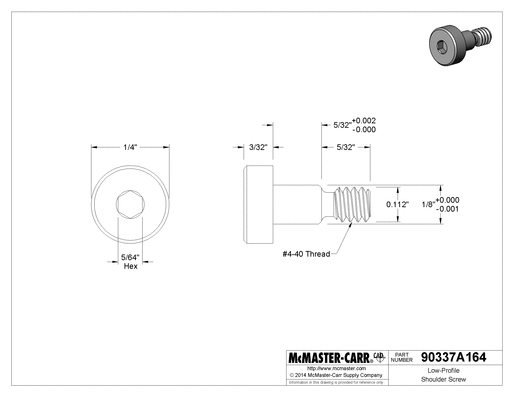 5/32" +0.002
-0.000
1/4"
3/32"
5/32"
0.112"
1/8" +0.000
-0.001
5/64"
Hex
#4-40 Thread
McMASTER-CARR® CAD
http://www.mcmaster.com
© 2014 McMaster-Carr Supply Company
Information in this drawing is provided for reference only.
PART
NUMBER
90337A164
Low-Profile
Shoulder Screw